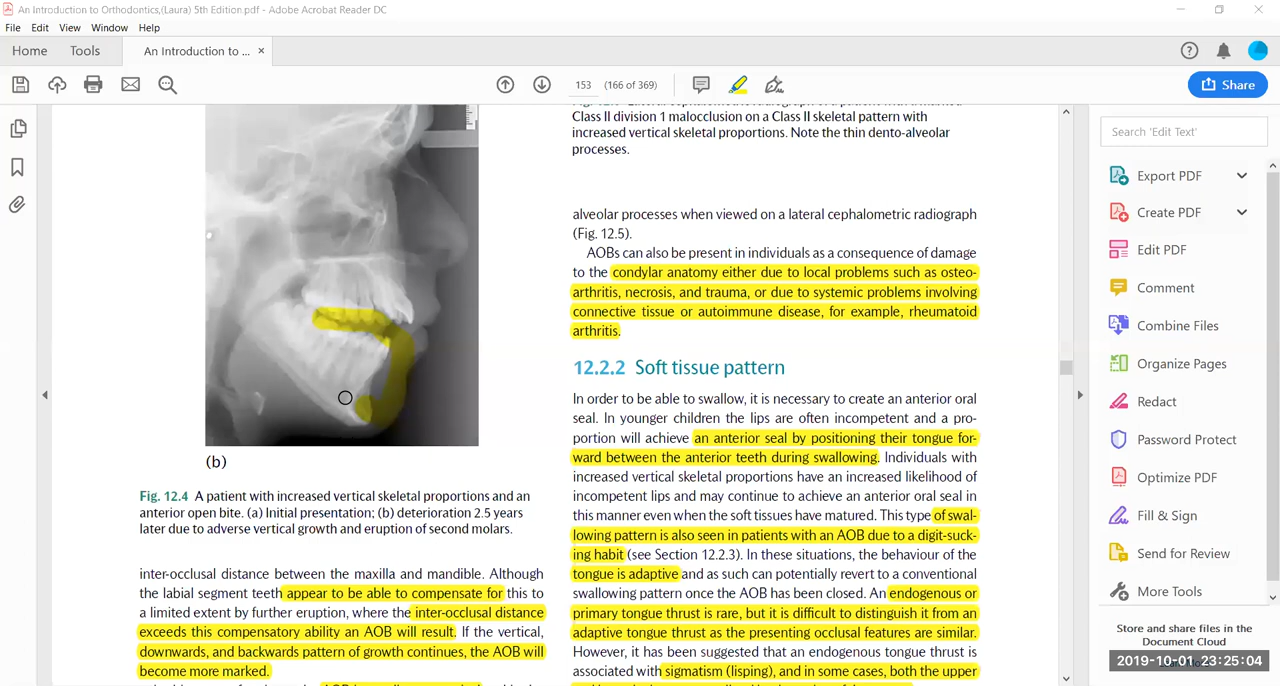 An Introduction to Orthodontics,(Laura) 5th Edition.pdf - Adobe Acrobat Reader DC
File Edit View Window Help
Home Tools An Introduction to ... ×
153 (166 of 369)
Share
Class II division 1 malocclusion on a Class II skeletal pattern with
increased vertical skeletal proportions. Note the thin dento-alveolar
processes.
alveolar processes when viewed on a lateral cephalometric radiograph
(Fig. 12.5).
AOBs can also be present in individuals as a consequence of damage
to the condylar anatomy either due to local problems such as osteo-
arthritis, necrosis, and trauma, or due to systemic problems involving
connective tissue or autoimmune disease, for example, rheumatoid
arthritis.
12.2.2 Soft tissue pattern
In order to be able to swallow, it is necessary to create an anterior oral
seal. In younger children the lips are often incompetent and a pro-
portion will achieve an anterior seal by positioning their tongue for-
ward between the anterior teeth during swallowing. Individuals with
increased vertical skeletal proportions have an increased likelihood of
incompetent lips and may continue to achieve an anterior oral seal in
this manner even when the soft tissues have matured. This type of swal-
lowing pattern is also seen in patients with an AOB due to a digit-suck-
ing habit (see Section 12.2.3). In these situations, the behaviour of the
tongue is adaptive and as such can potentially revert to a conventional
swallowing pattern once the AOB has been closed. An endogenous or
primary tongue thrust is rare, but it is difficult to distinguish it from an
adaptive tongue thrust as the presenting occlusal features are similar.
However, it has been suggested that an endogenous tongue thrust is
associated with sigmatism (lisping), and in some cases, both the upper
(b)
Fig. 12.4 A patient with increased vertical skeletal proportions and an
anterior open bite. (a) Initial presentation; (b) deterioration 2.5 years
later due to adverse vertical growth and eruption of second molars.
inter-occlusal distance between the maxilla and mandible. Although
the labial segment teeth appear to be able to compensate for this to
a limited extent by further eruption, where the inter-occlusal distance
exceeds this compensatory ability an AOB will result. If the vertical,
downwards, and backwards pattern of growth continues, the AOB will
become more marked.
Search 'Edit Text'
Export PDF
Create PDF
Edit PDF
Comment
Combine Files
Organize Pages
Redact
Password Protect
Optimize PDF
Fill & Sign
Send for Review
More Tools
Store and share files in the
Document Cloud
2019-10-01 23:25:04